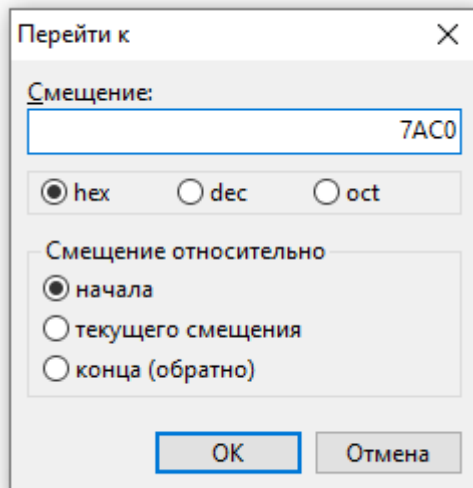 Перейти к
Смещение:
7AC0
hex dec oct
Смещение относительно
начала
текущего смещения
конца (обратно)
OK Отмена